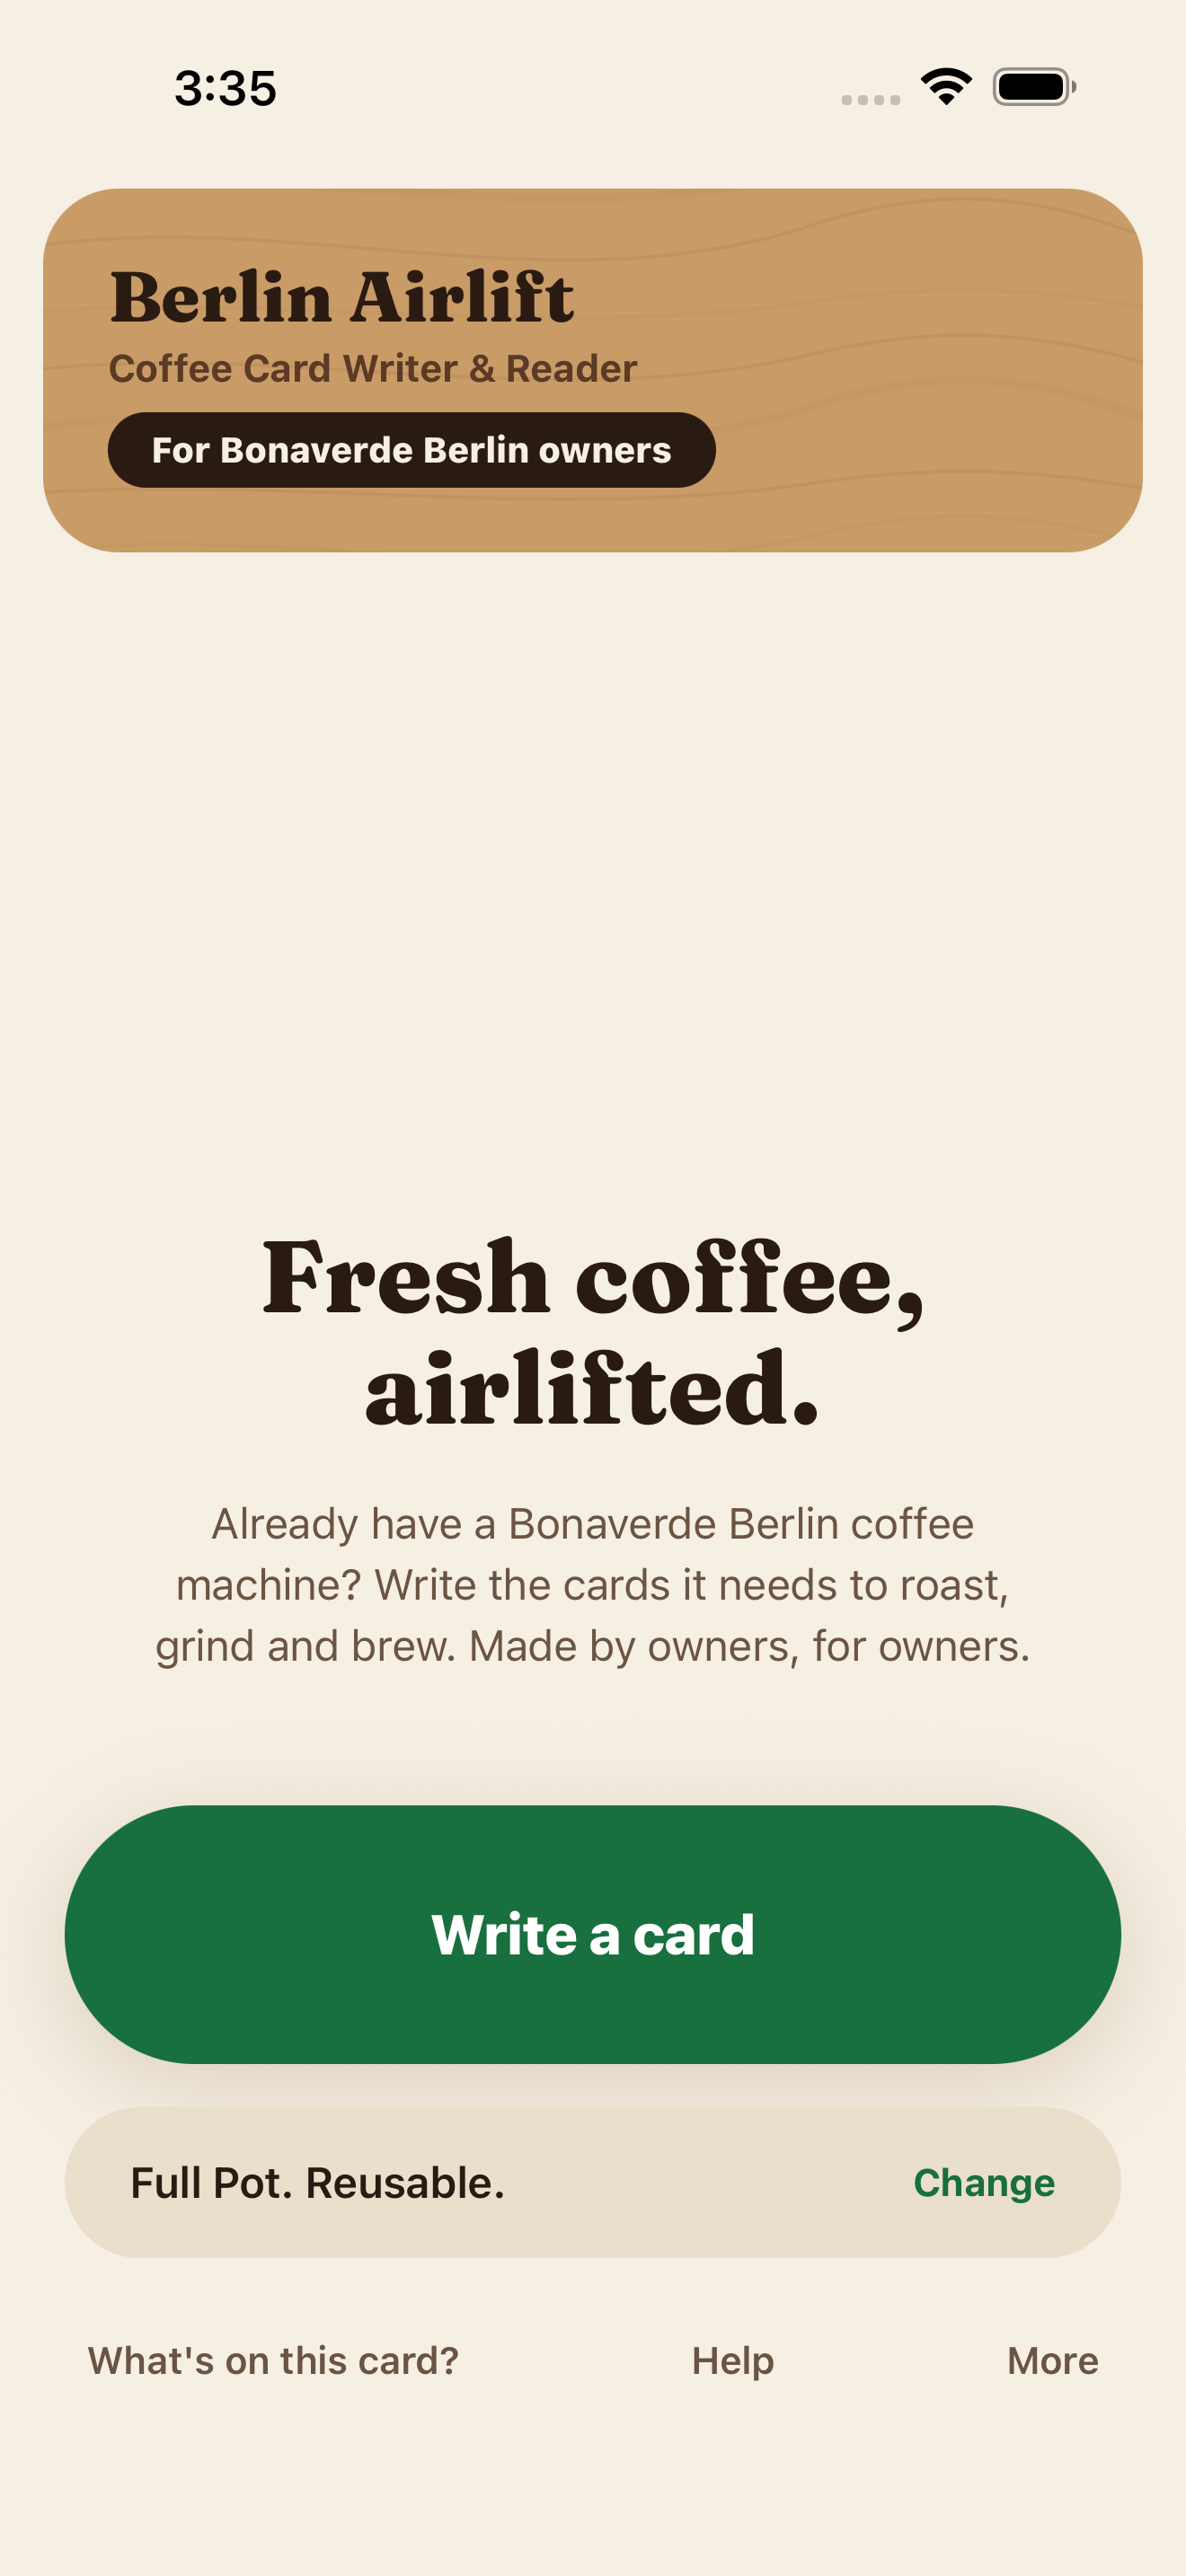 3:35
Berlin Airlift
Coffee Card Writer & Reader
For Bonaverde Berlin owners
Fresh coffee,
airlifted.
Already have a Bonaverde Berlin coffee
machine? Write the cards it needs to roast,
grind and brew. Made by owners, for owners.
Write a card
Full Pot. Reusable.
Change
What's on this card?
Help
More